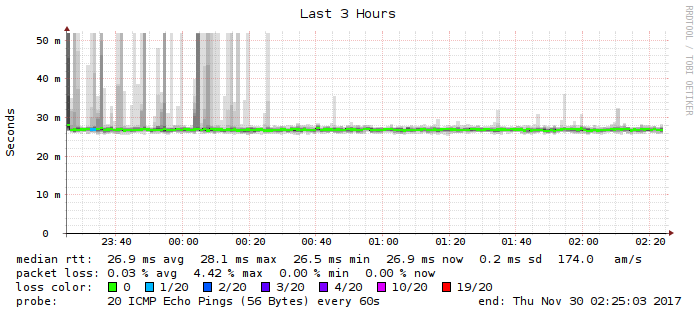 Last 3 Hours
RRDTOOL / TOBI OETIKER
Seconds
50 m
40 m
30 m
20 m
10 m
0
23:40 00:00 00:20 00:40 01:00 01:20 01:40 02:00 02:20
median rtt: 26.9 ms avg 28.1 ms max 26.5 ms min 26.9 ms now 0.2 ms sd 174.0 am/s
packet loss: 0.03 % avg 4.42 % max 0.00 % min 0.00 % now
loss color: 0 1/20 2/20 3/20 4/20 10/20 19/20
probe: 20 ICMP Echo Pings (56 Bytes) every 60s end: Thu Nov 30 02:25:03 2017